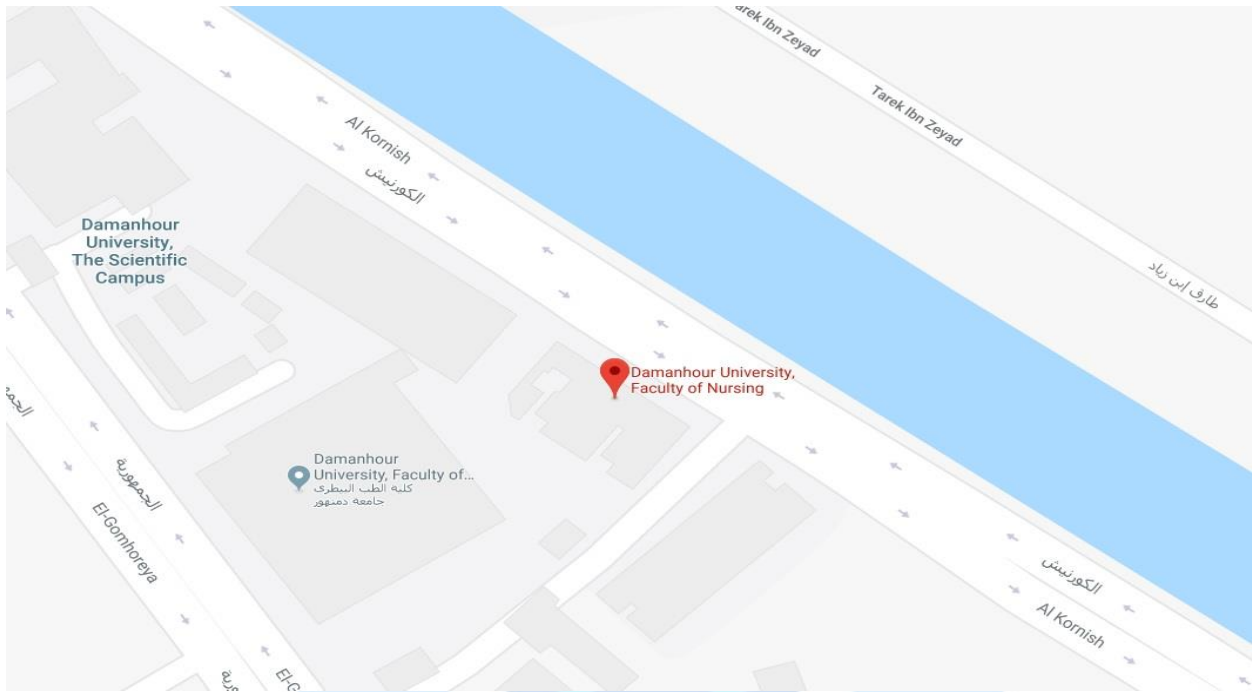 arek Ibn Zeyad
Tarek Ibn Zeyad
طارق ابن زياد
Al Kornish
الكورنيش
Damanhour
University,
The Scientific
Campus
Damanhour University,
Faculty of Nursing
Damanhour
University, Faculty of...
كلية الطب البيطرى
جامعة دمنهور
الجمهورية
El-Gomhoreya
الكورنيش
Al Kornish